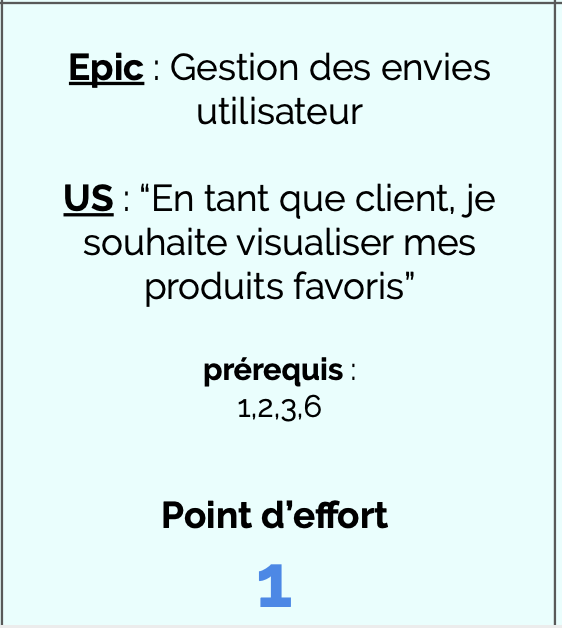 Epic : Gestion des envies
utilisateur
US : “En tant que client, je
souhaite visualiser mes
produits favoris”
prérequis :
1,2,3,6
Point d’effort
1